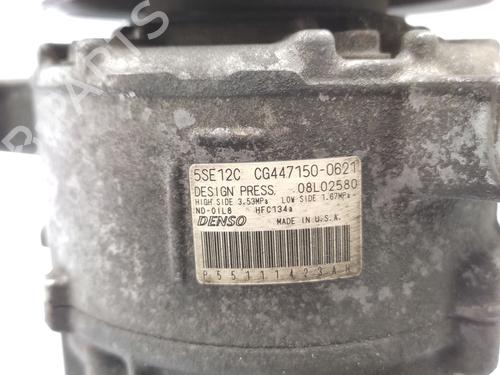 5SE12C CG447150-0621
DESIGN PRESS. 08L02580
HIGH SIDE 3.53MPa LOW SIDE 1.67MPa
ND-OIL8 HFC134a
DENSO MADE IN U.S.A.
P55111423AH
PARTS